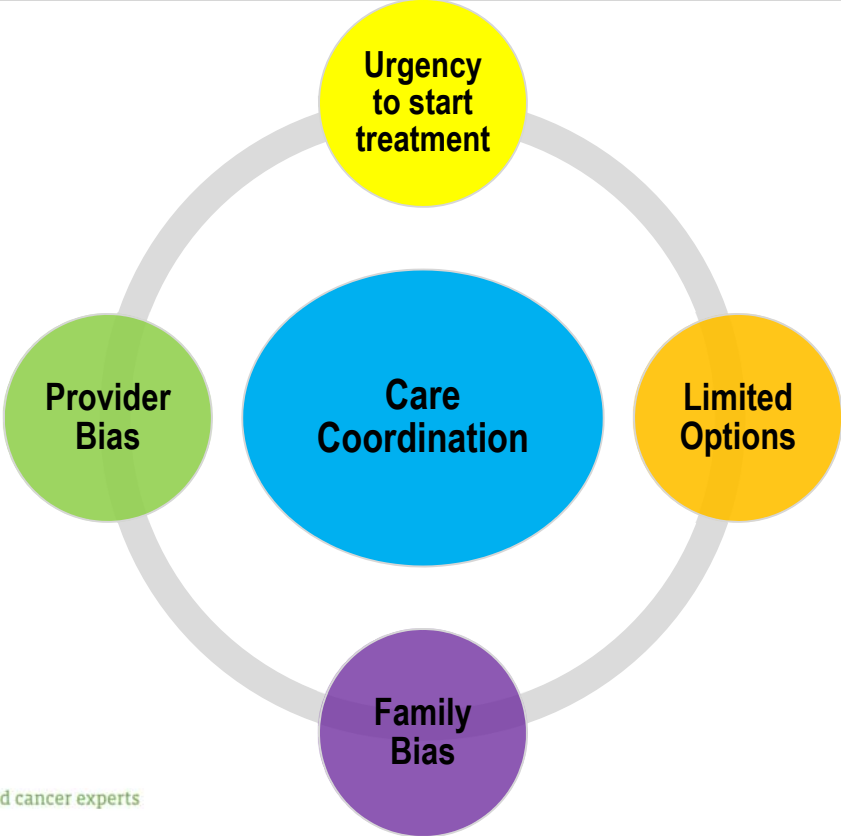 Urgency
to start
treatment
Provider
Bias
Care
Coordination
Limited
Options
Family
Bias
d cancer experts